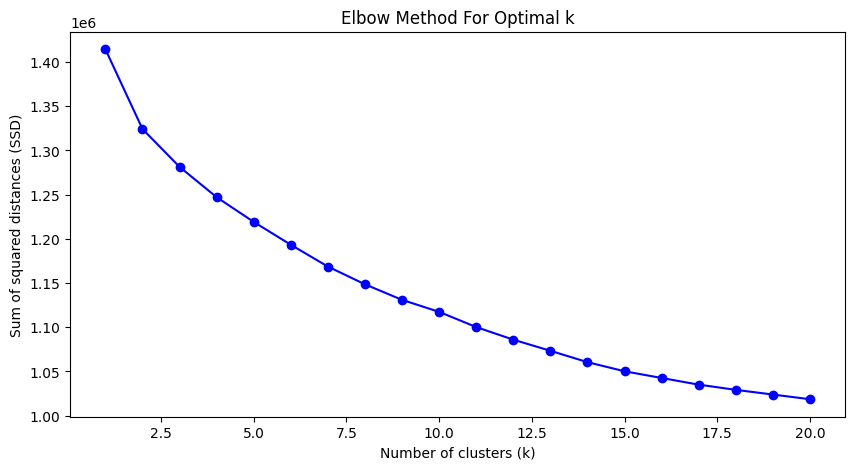 Elbow Method For Optimal k
1e6
1.40
1.35
1.30
1.25
1.20
1.15
1.10
1.05
1.00
Sum of squared distances (SSD)
2.5 5.0 7.5 10.0 12.5 15.0 17.5 20.0
Number of clusters (k)